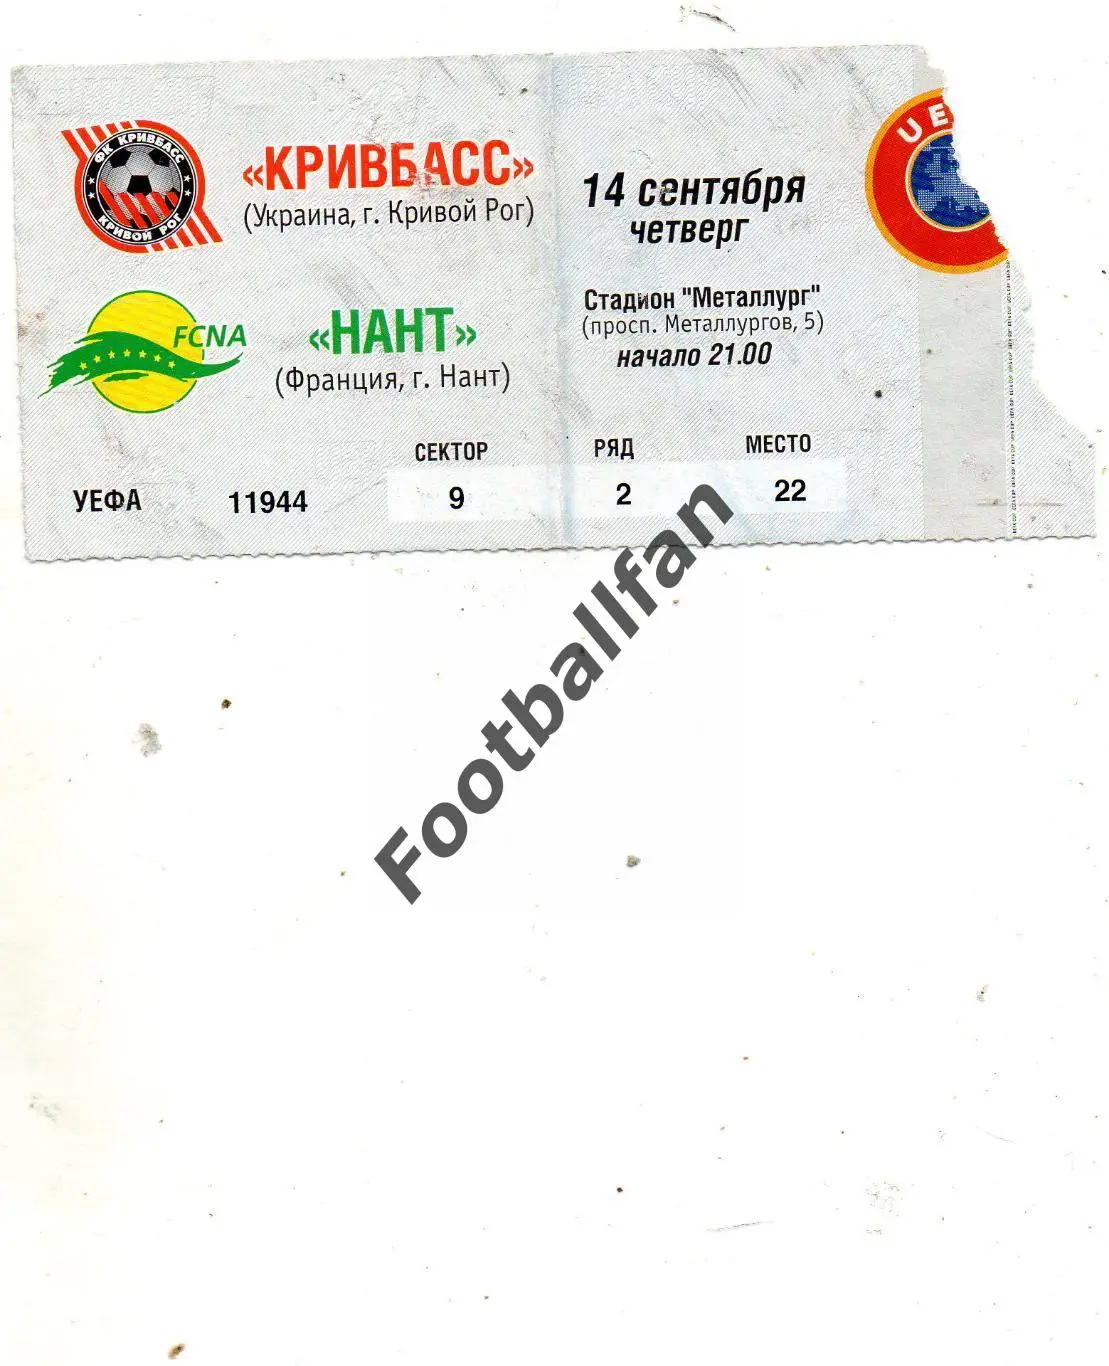 ФК КРИВБАСС
КРИВОЙ РОГ
«КРИВБАСС»
(Украина, г. Кривой Рог)
FCNA
«НАНТ»
(Франция, г. Нант)
14 сентября
четверг
Стадион "Металлург"
(просп. Металлургов, 5)
начало 21.00
UE
СЕКТОР РЯД МЕСТО
УЕФА 11944 9 2 22
Footballfan